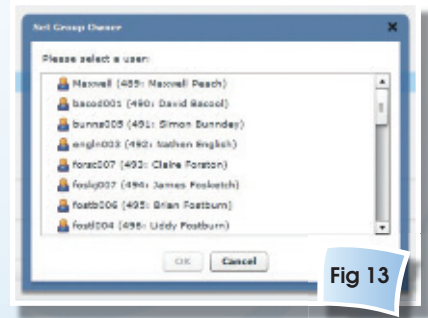 Set Group Owner
Please select a user:
Maxwell (489: Maxwell Peach)
bacod001 (490: David Bacool)
bunns005 (491: Simon Bunndey)
engln003 (492: Nathen English)
forsc007 (493: Claire Forston)
foskj007 (494: James Fosketch)
fostb006 (495: Brian Fostburn)
fostl004 (496: Liddy Fostburn)
OK
Cancel
Fig 13